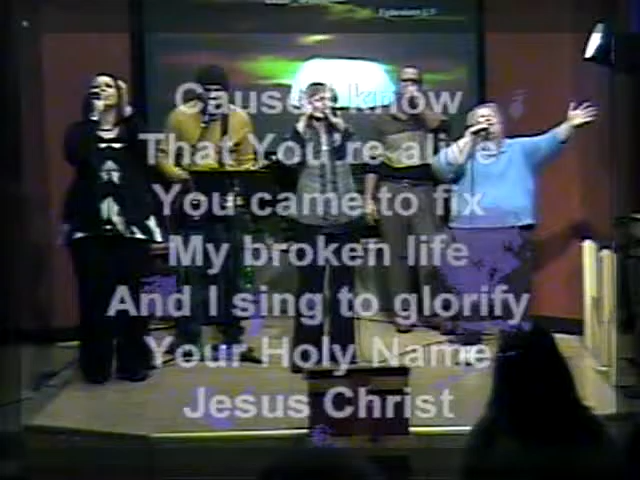 Cause I know
That You're alive
You came to fix
My broken life
And I sing to glorify
Your Holy Name
Jesus Christ